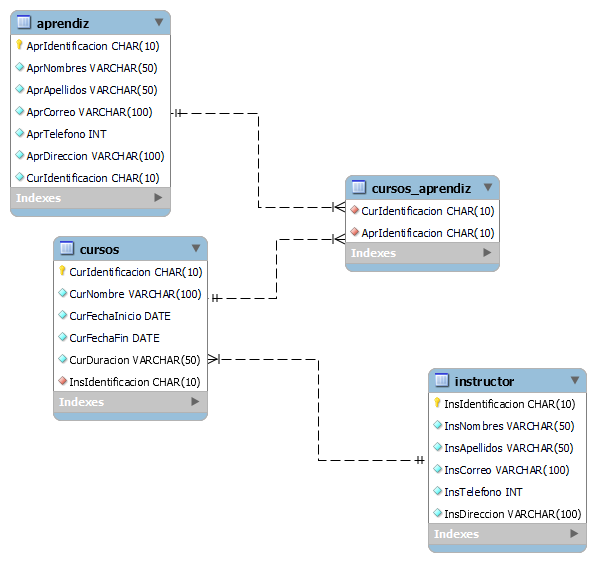 aprendiz
AprIdentificacion CHAR(10)
AprNombres VARCHAR(50)
AprApellidos VARCHAR(50)
AprCorreo VARCHAR(100)
AprTelefono INT
AprDireccion VARCHAR(100)
CurIdentificacion CHAR(10)
Indexes
cursos_aprendiz
CurIdentificacion CHAR(10)
AprIdentificacion CHAR(10)
Indexes
cursos
CurIdentificacion CHAR(10)
CurNombre VARCHAR(100)
CurFechaInicio DATE
CurFechaFin DATE
CurDuracion VARCHAR(50)
InsIdentificacion CHAR(10)
Indexes
instructor
InsIdentificacion CHAR(10)
InsNombres VARCHAR(50)
InsApellidos VARCHAR(50)
InsCorreo VARCHAR(100)
InsTelefono INT
InsDireccion VARCHAR(100)
Indexes